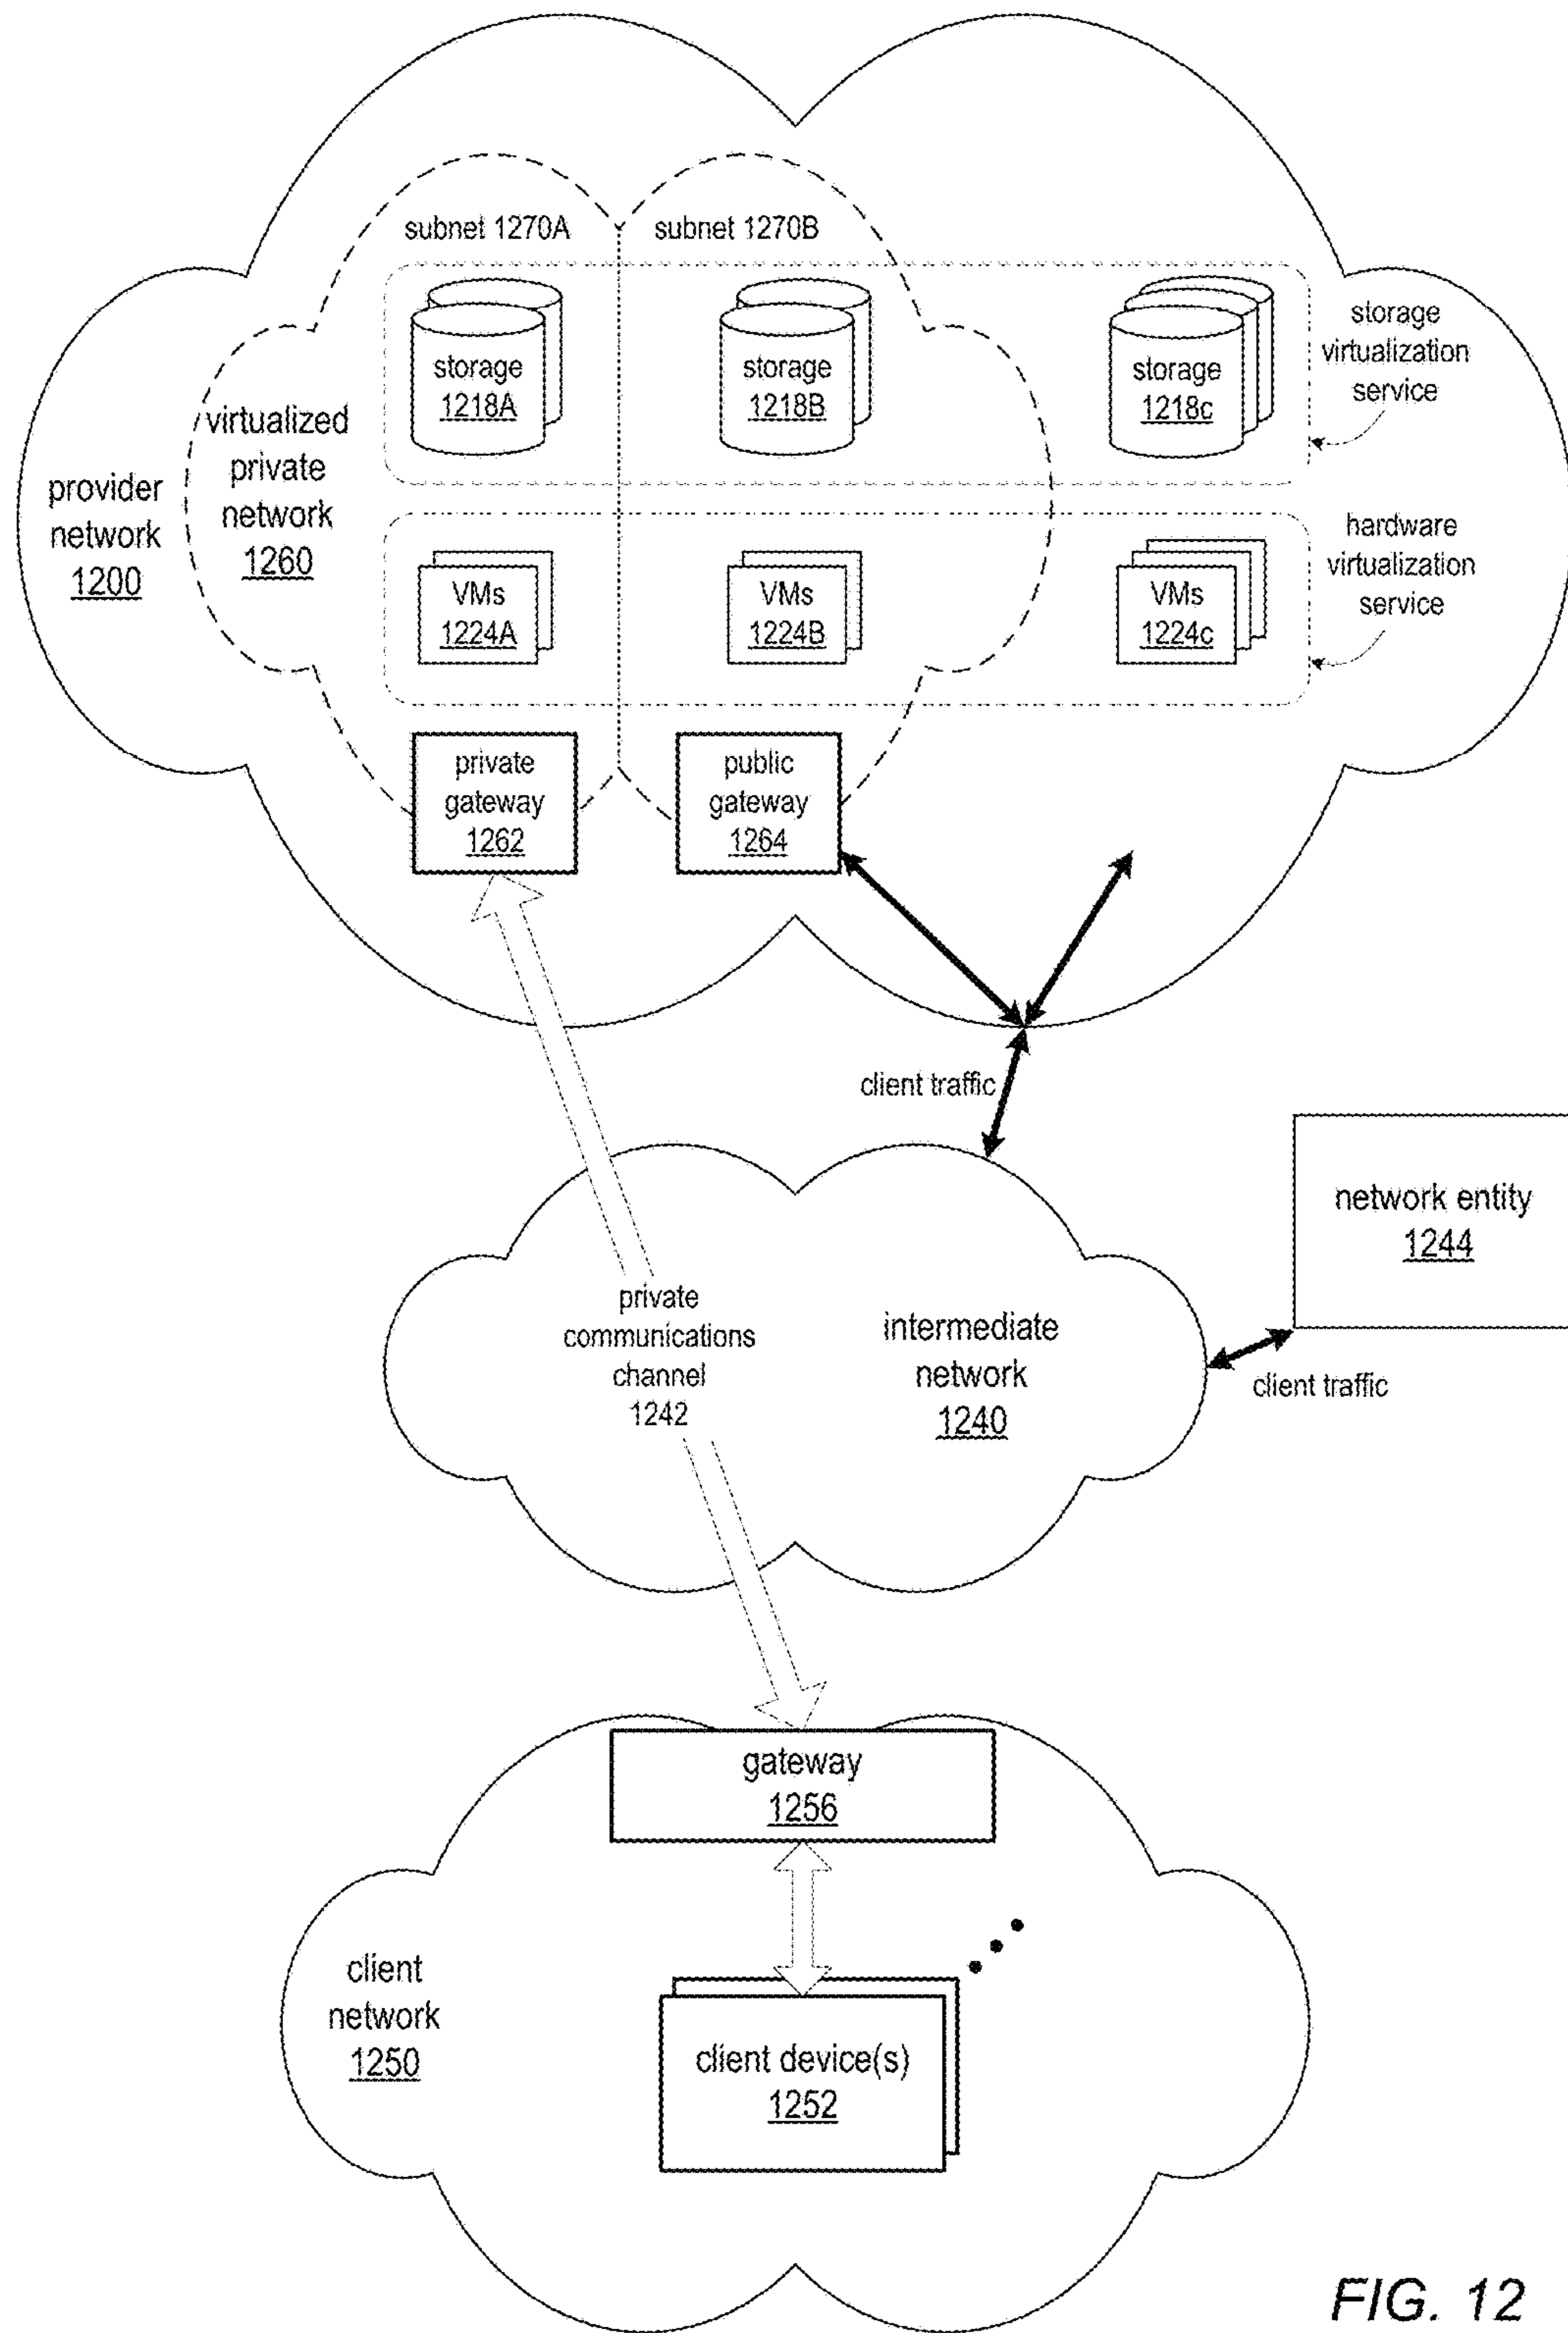 subnet 1270A
subnet 1270B
storage
1218A
storage
1218B
storage
1218c
storage
virtualization
service
virtualized
private
network
1260
provider
network
1200
VMs
1224A
VMs
1224B
VMs
1224c
hardware
virtualization
service
private
gateway
1262
public
gateway
1264
client traffic
network entity
1244
private
communications
channel
1242
intermediate
network
1240
client traffic
gateway
1256
client
network
1250
client device(s)
1252
FIG. 12